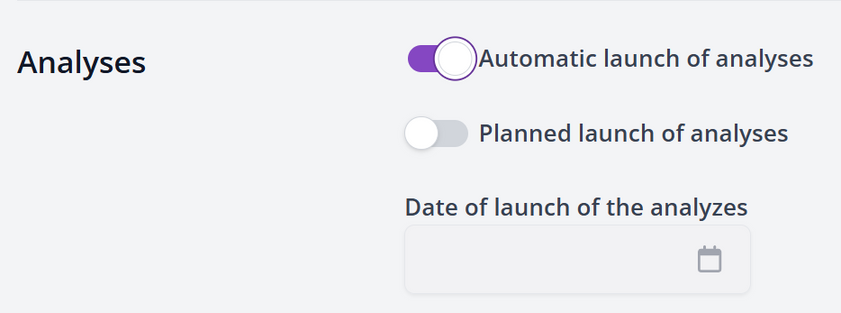 Analyses
Automatic launch of analyses
Planned launch of analyses
Date of launch of the analyzes